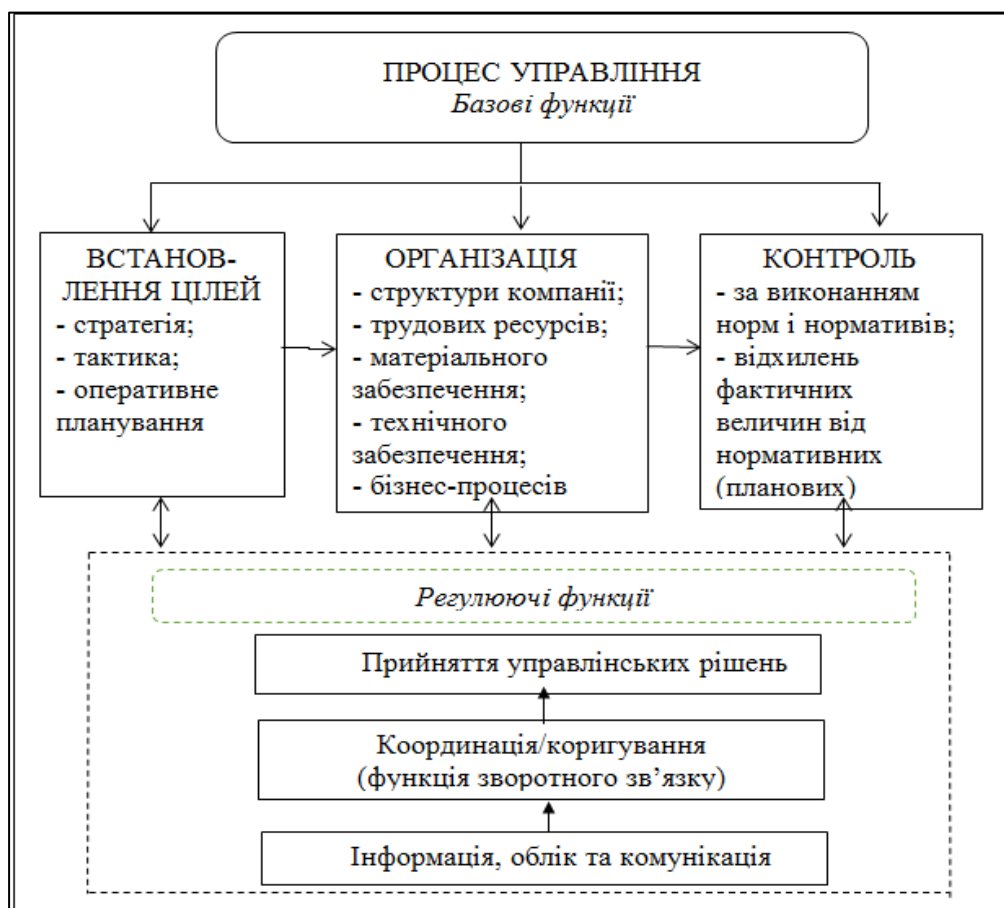 ПРОЦЕС УПРАВЛІННЯ
Базові функції
ВСТАНОВ-
ЛЕННЯ ЦІЛЕЙ
- стратегія;
- тактика;
- оперативне
планування
ОРГАНІЗАЦІЯ
- структури компанії;
- трудових ресурсів;
- матеріального
забезпечення;
- технічного
забезпечення;
- бізнес-процесів
КОНТРОЛЬ
- за виконанням
норм і нормативів;
- відхилень
фактичних
величин від
нормативних
(планових)
Регулюючі функції
Прийняття управлінських рішень
Координація/коригування
(функція зворотного зв’язку)
Інформація, облік та комунікація